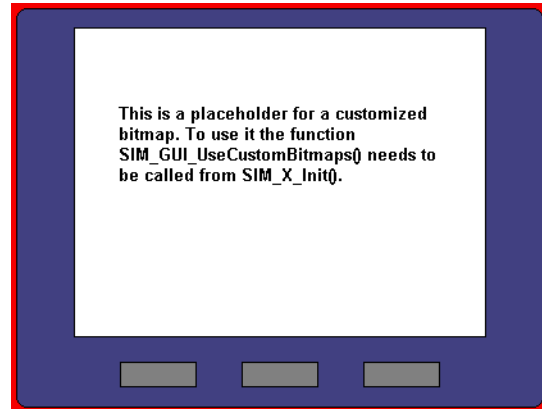 This is a placeholder for a customized
bitmap. To use it the function
SIM_GUI_UseCustomBitmaps() needs to
be called from SIM_X_Init().